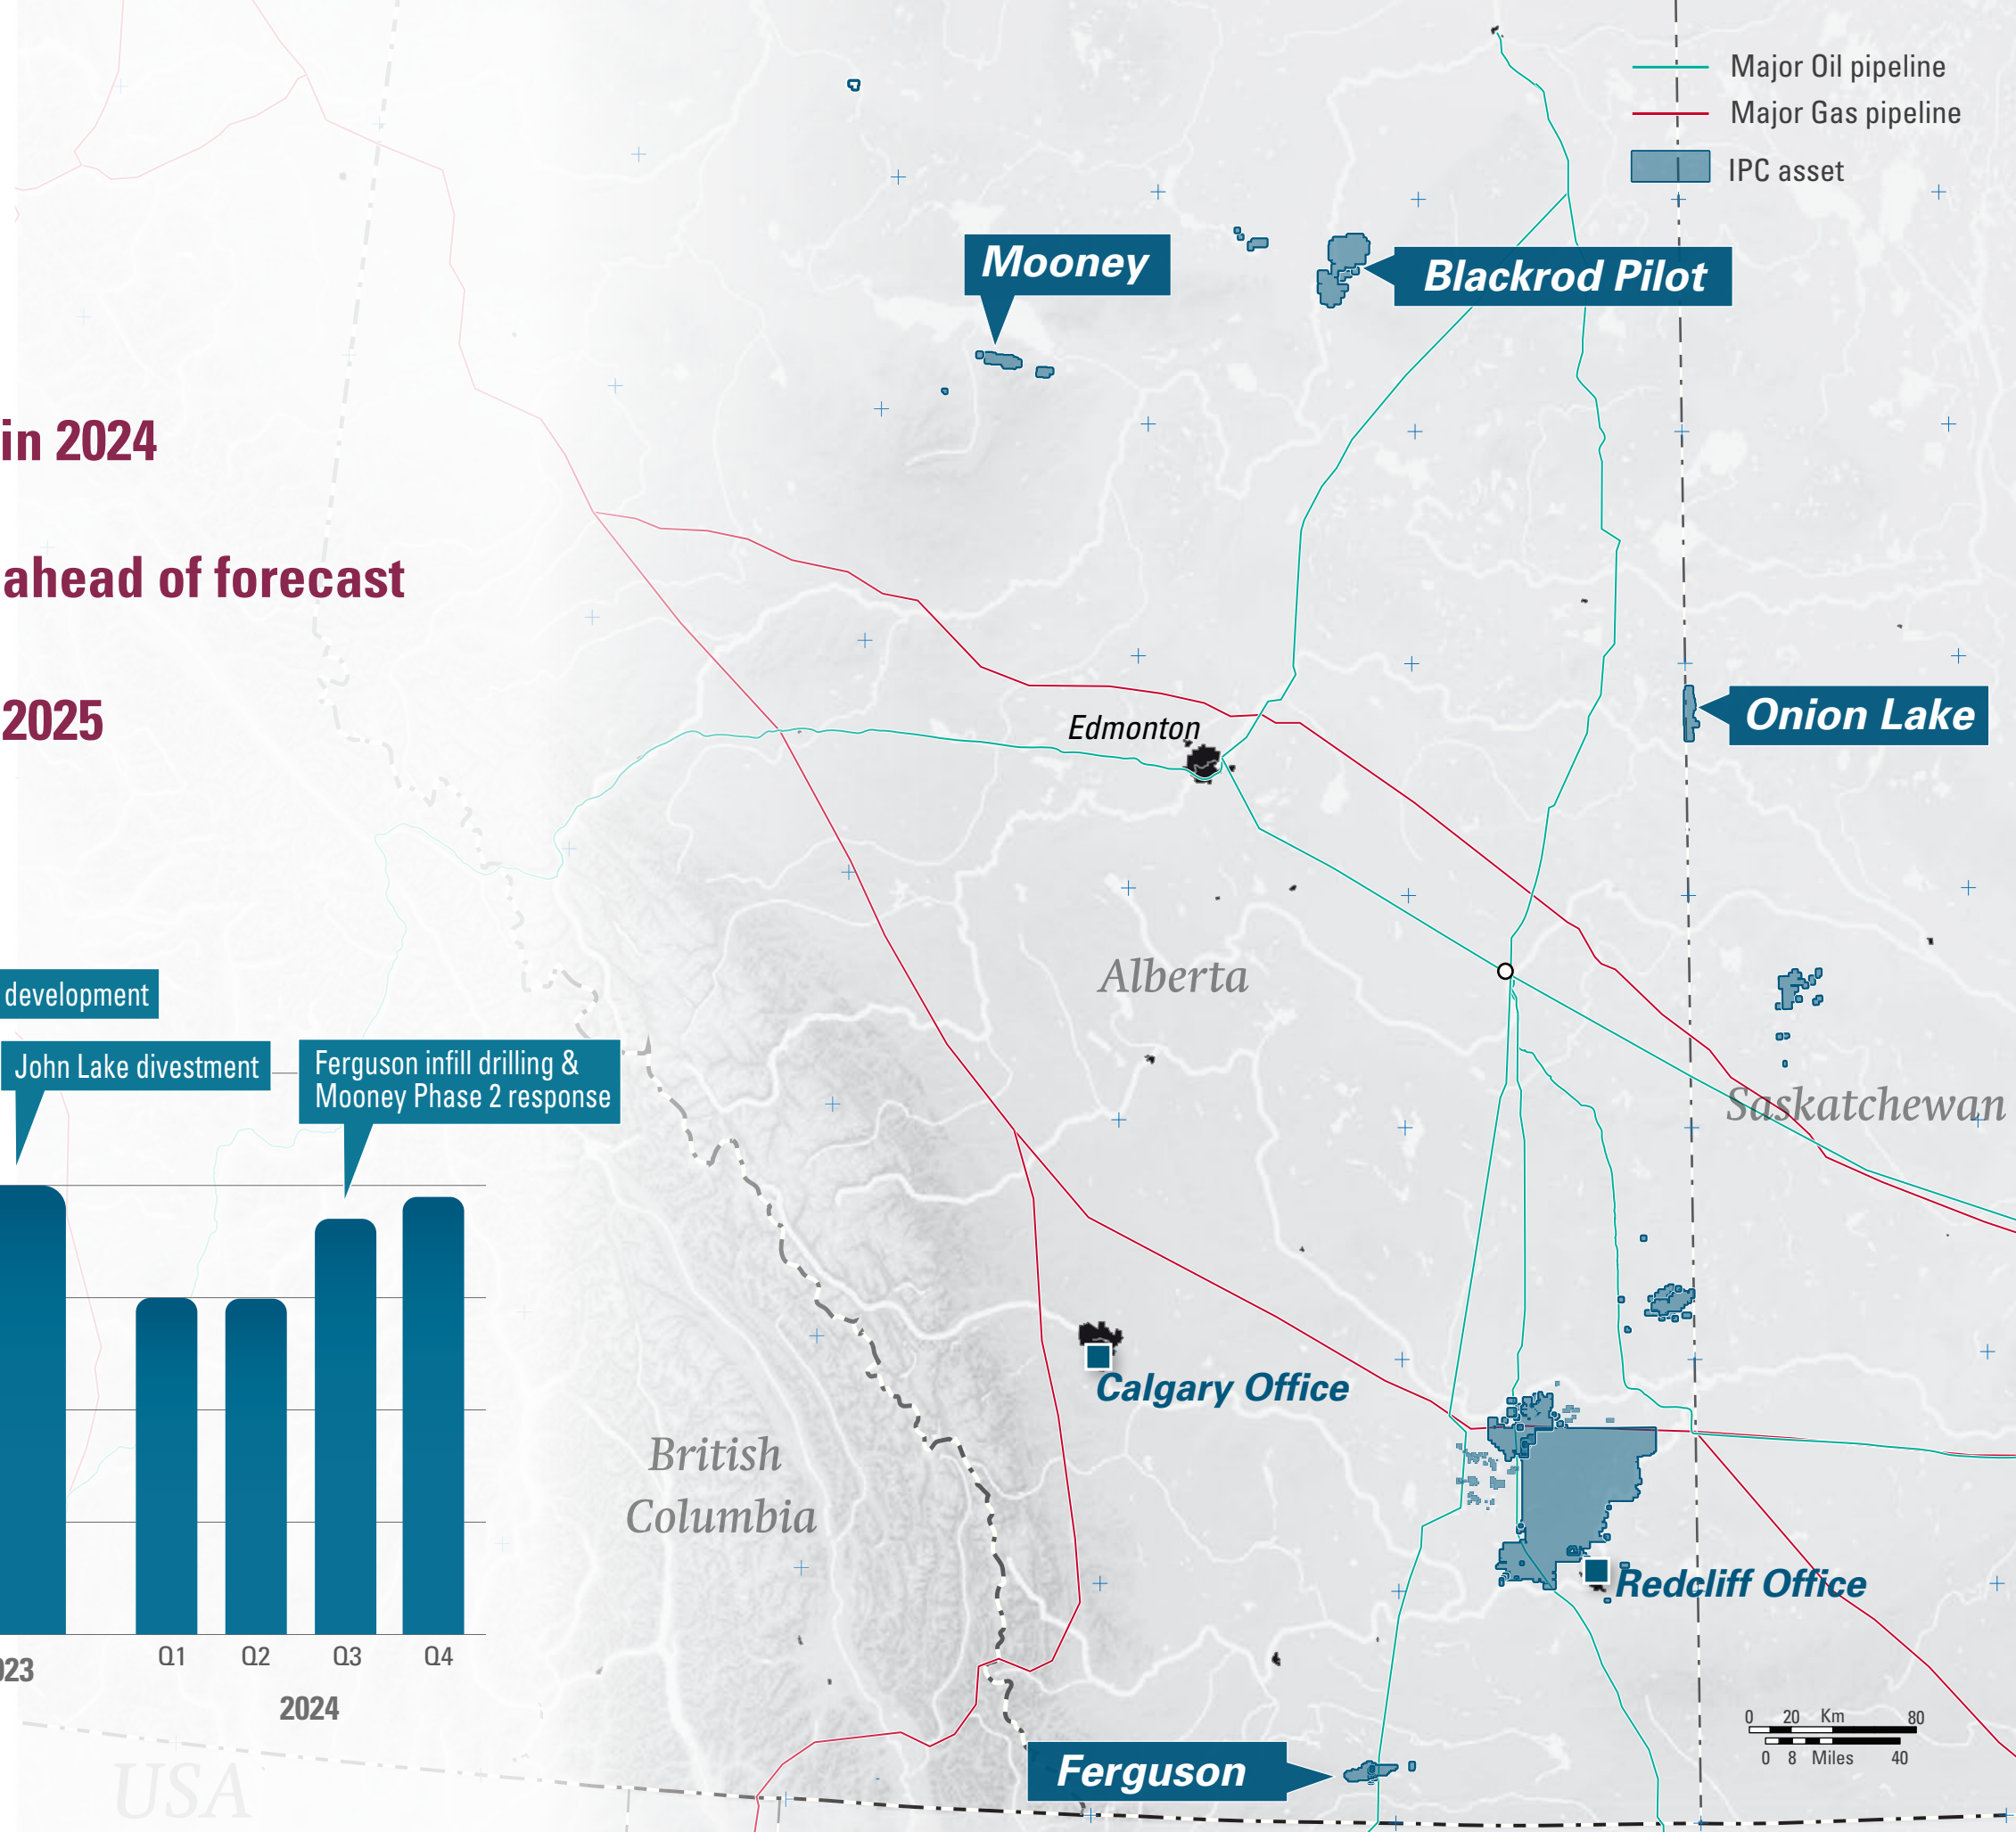 Major Oil pipeline
Major Gas pipeline
IPC asset
Mooney
Blackrod Pilot
in 2024
ahead of forecast
2025
Onion Lake
Edmonton
Alberta
Saskatchewan
development
John Lake divestment
Ferguson infill drilling &
Mooney Phase 2 response
Calgary Office
British
Columbia
Redcliff Office
Q1 Q2 Q3 Q4
023
2024
0 20 Km 80
0 8 Miles 40
Ferguson
USA